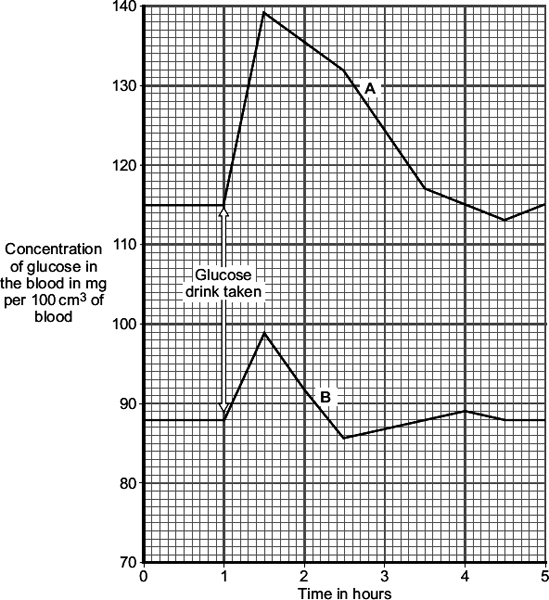 140
130
120
110
100
90
80
70
Concentration
of glucose in
the blood in mg
per 100 cm³ of
blood
A
Glucose
drink taken
B
0 1 2 3 4 5
Time in hours